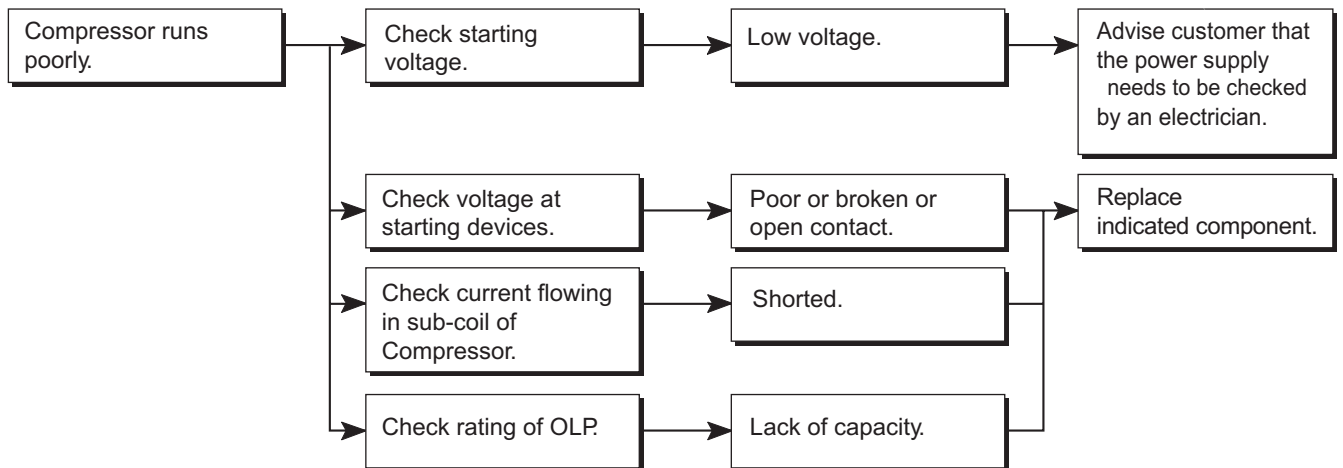 Compressor runs
poorly.
Check starting
voltage.
Low voltage.
Advise customer that
the power supply
needs to be checked
by an electrician.
Check voltage at
starting devices.
Poor or broken or
open contact.
Replace
indicated component.
Check current flowing
in sub-coil of
Compressor.
Shorted.
Check rating of OLP.
Lack of capacity.